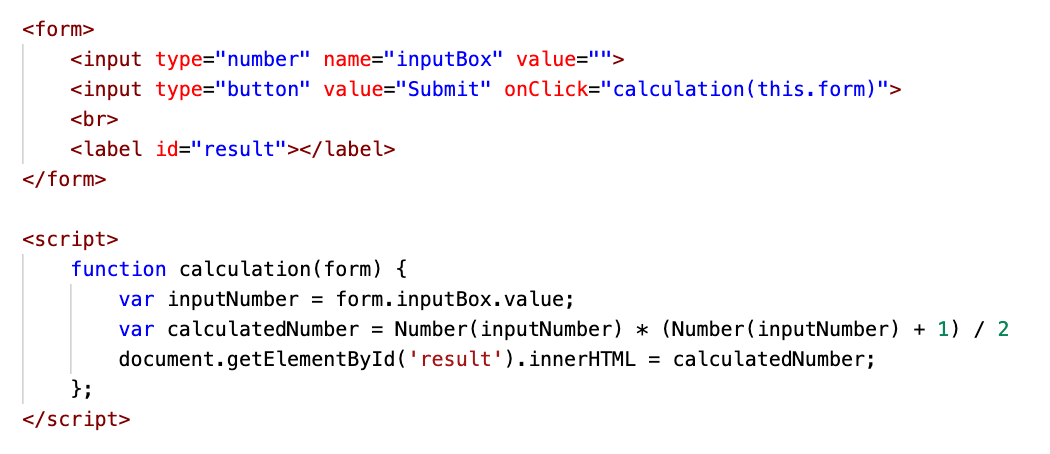 <form>
<input type="number" name="inputBox" value="">
<input type="button" value="Submit" onClick="calculation(this.form)">
<br>
<label id="result"></label>
</form>
<script>
function calculation(form) {
var inputNumber = form.inputBox.value;
var calculatedNumber = Number(inputNumber) * (Number(inputNumber) + 1) / 2
document.getElementById('result').innerHTML = calculatedNumber;
};
</script>